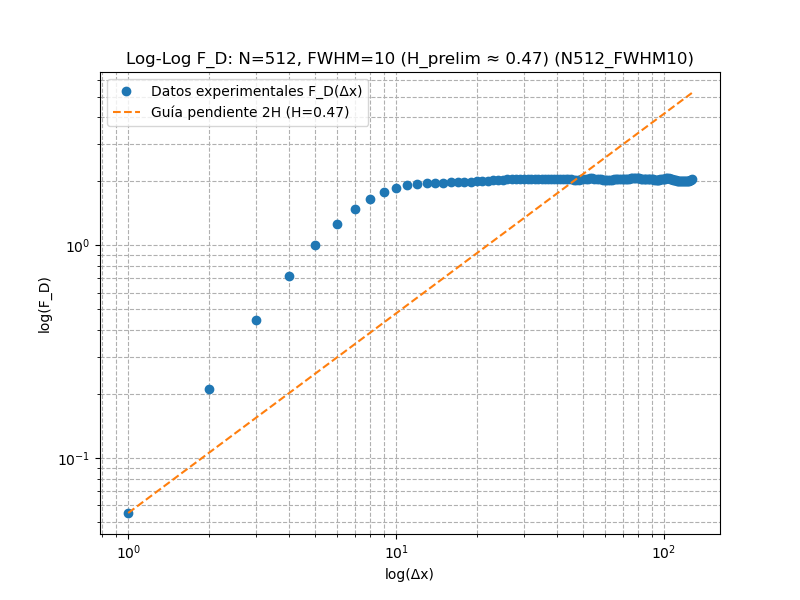 Log-Log F_D: N=512, FWHM=10 (H_prelim ≈ 0.47) (N512_FWHM10)
Datos experimentales F_D(Δx)
Guía pendiente 2H (H=0.47)
log(F_D)
10⁰
10⁻¹
10⁰
10¹
10²
log(Δx)